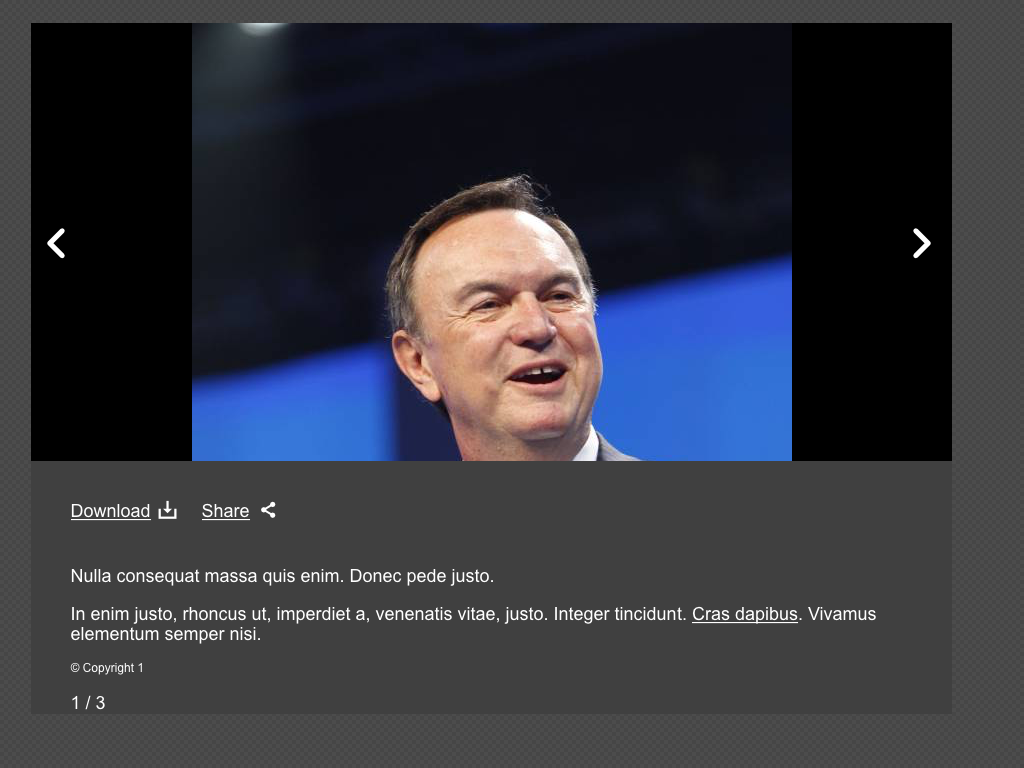 Download Share
Nulla consequat massa quis enim. Donec pede justo.
In enim justo, rhoncus ut, imperdiet a, venenatis vitae, justo. Integer tincidunt. Cras dapibus. Vivamus
elementum semper nisi.
© Copyright 1
1 / 3